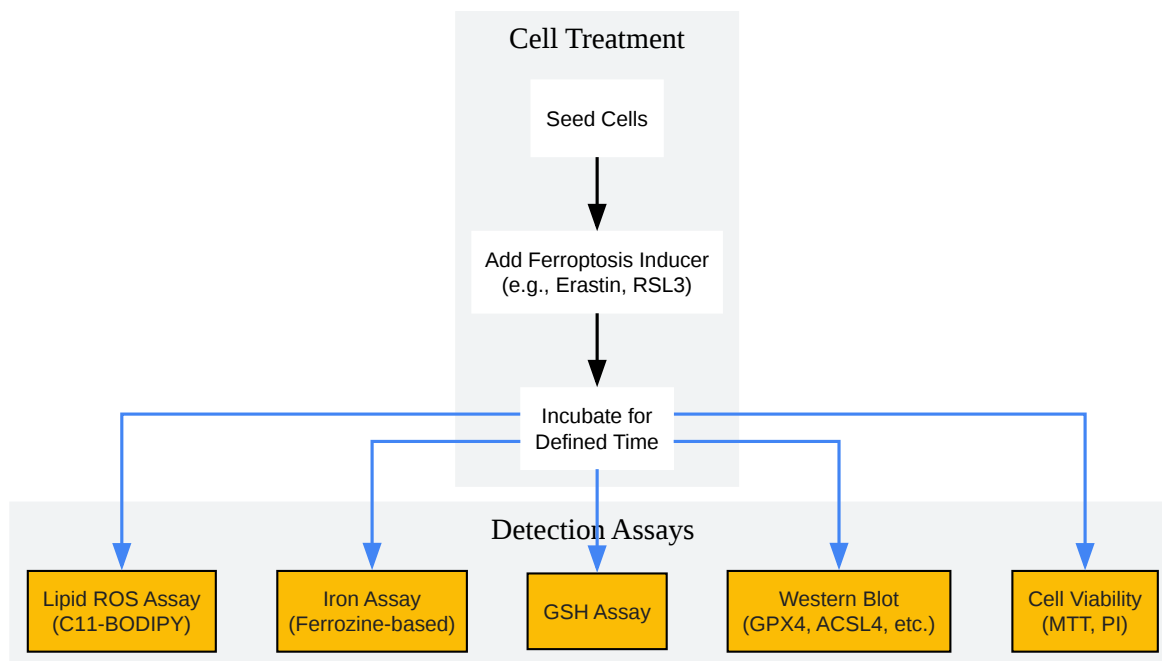 Cell Treatment
Seed Cells
Add Ferroptosis Inducer
(e.g., Erastin, RSL3)
Incubate for
Defined Time
Detection Assays
Lipid ROS Assay
(C11-BODIPY)
Iron Assay
(Ferrozine-based)
GSH Assay
Western Blot
(GPX4, ACSL4, etc.)
Cell Viability
(MTT, PI)